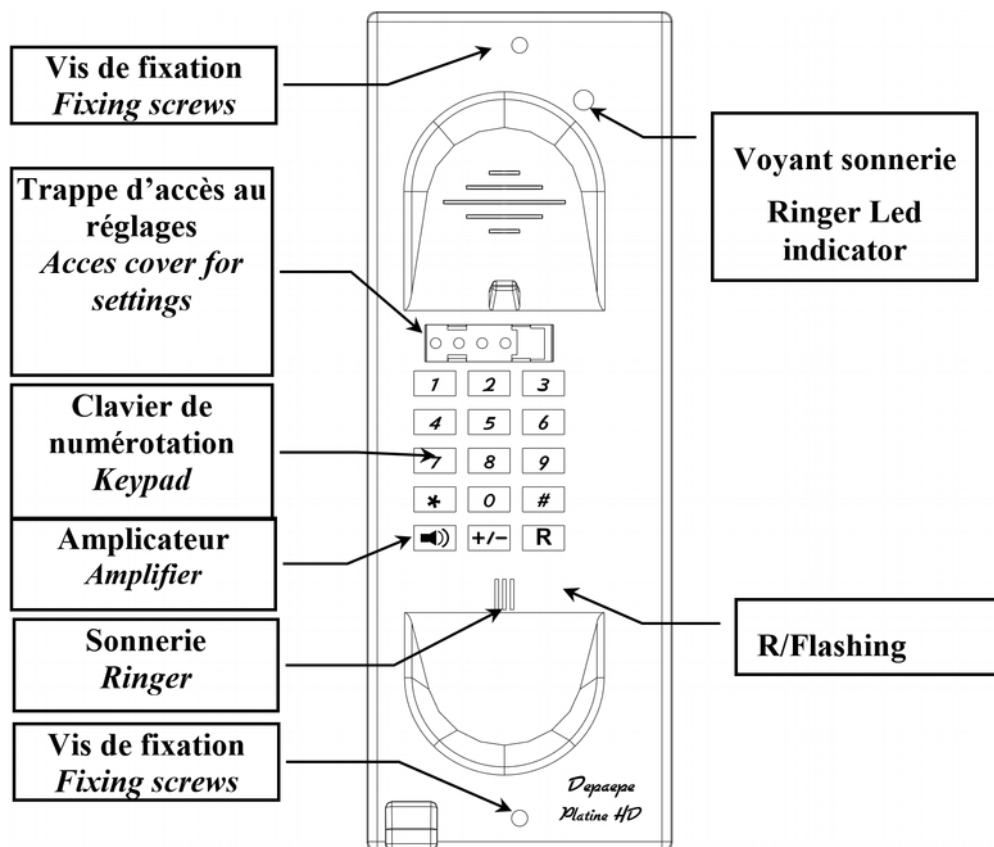 Vis de fixation
Fixing screws
Trappe d'accès au
réglages
Acces cover for
settings
Clavier de
numérotation
Keypad
Amplicateur
Amplifier
Sonnerie
Ringer
Vis de fixation
Fixing screws
1 2 3
4 5 6
7 8 9
* 0 #
+/- R
Depaepe
Platine HD
Voyant sonnerie
Ringer Led
indicator
R/Flashing